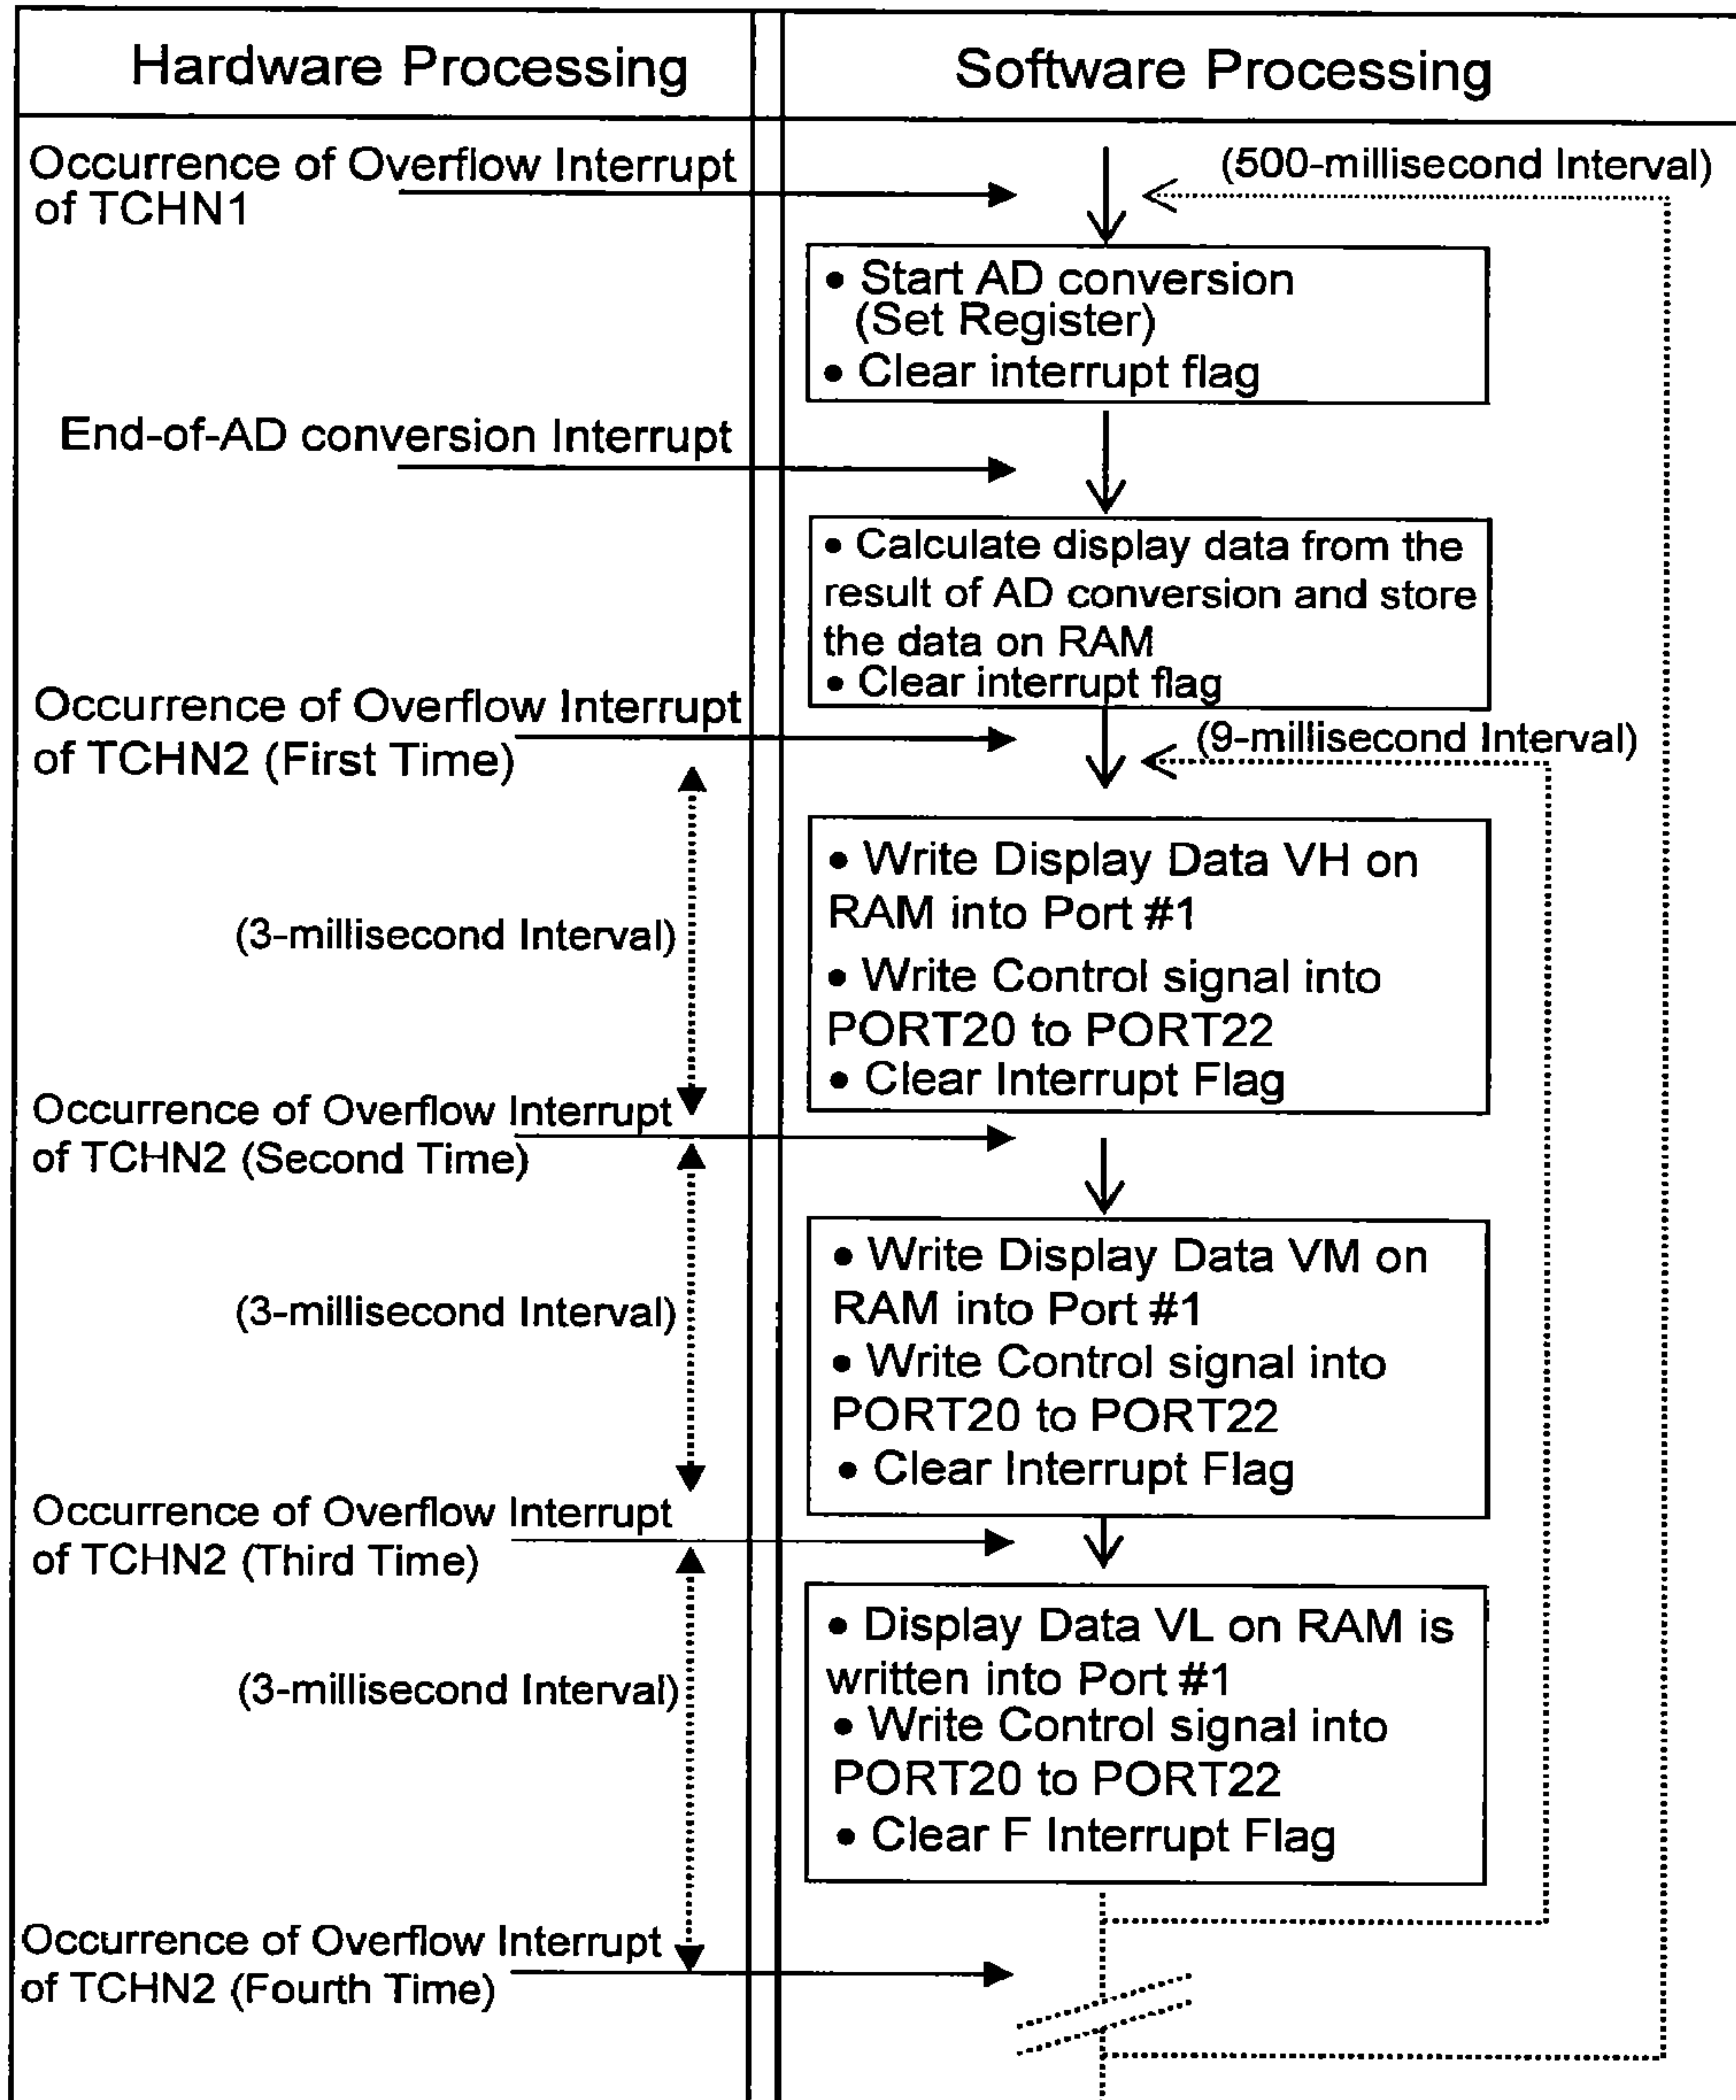 Hardware Processing
Software Processing
Occurrence of Overflow Interrupt
of TCHN1
(500-millisecond Interval)
• Start AD conversion
(Set Register)
• Clear interrupt flag
End-of-AD conversion Interrupt
• Calculate display data from the
result of AD conversion and store
the data on RAM
• Clear interrupt flag
Occurrence of Overflow Interrupt
of TCHN2 (First Time)
(9-millisecond Interval)
• Write Display Data VH on
RAM into Port #1
• Write Control signal into
PORT20 to PORT22
• Clear Interrupt Flag
(3-millisecond Interval)
Occurrence of Overflow Interrupt
of TCHN2 (Second Time)
• Write Display Data VM on
RAM into Port #1
• Write Control signal into
PORT20 to PORT22
• Clear Interrupt Flag
(3-millisecond Interval)
Occurrence of Overflow Interrupt
of TCHN2 (Third Time)
• Display Data VL on RAM is
written into Port #1
• Write Control signal into
PORT20 to PORT22
• Clear F Interrupt Flag
(3-millisecond Interval)
Occurrence of Overflow Interrupt
of TCHN2 (Fourth Time)